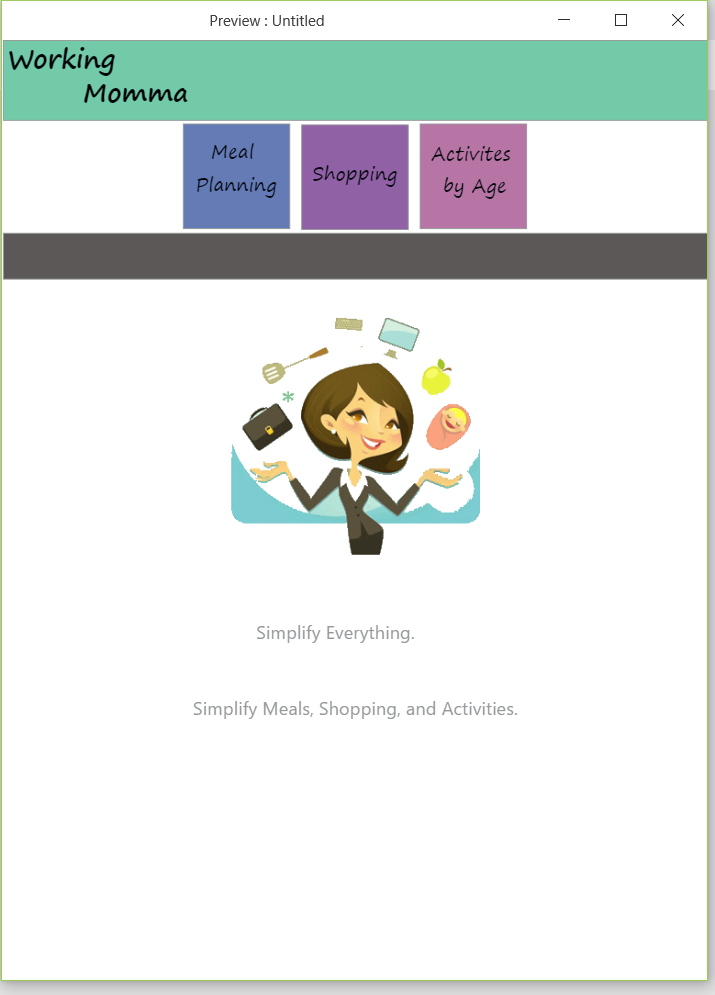 Preview : Untitled
Working
Momma
Meal
Planning
Shopping
Activites
by Age
Simplify Everything.
Simplify Meals, Shopping, and Activities.